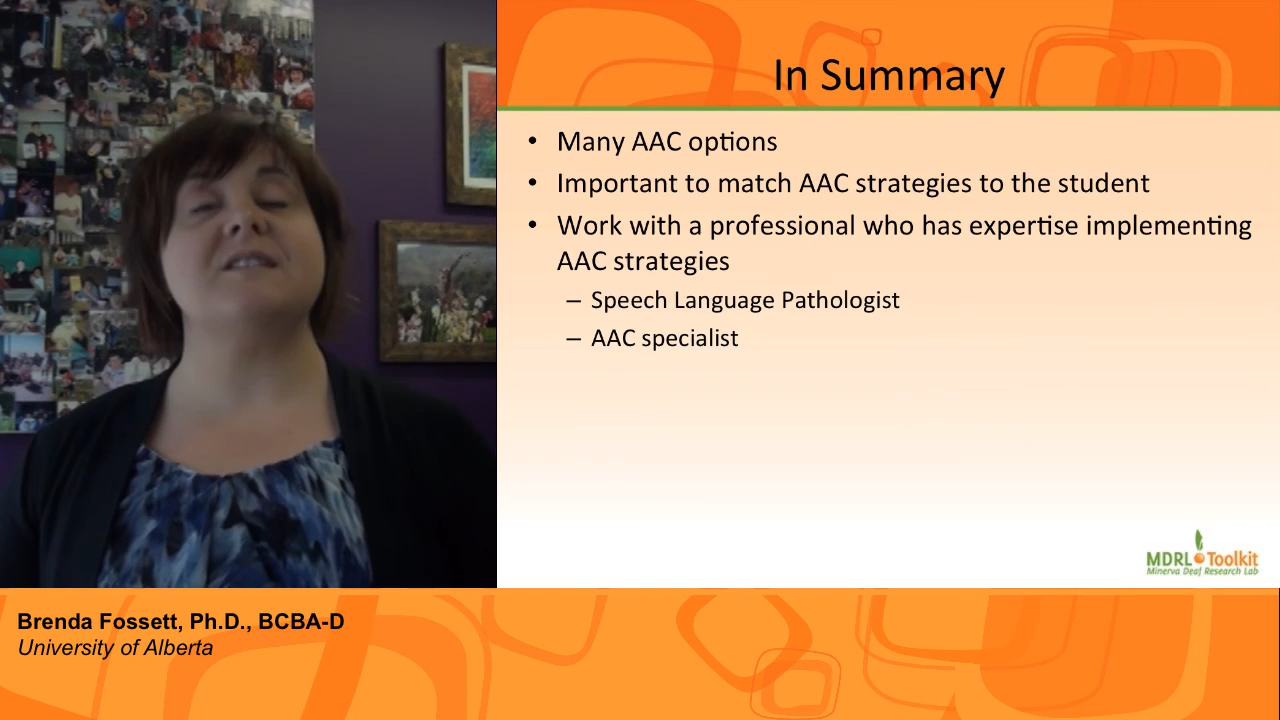 In Summary
• Many AAC options
• Important to match AAC strategies to the student
• Work with a professional who has expertise implementing
AAC strategies
– Speech Language Pathologist
– AAC specialist
MDRL Toolkit
Minerva Deaf Research Lab
Brenda Fossett, Ph.D., BCBA-D
University of Alberta